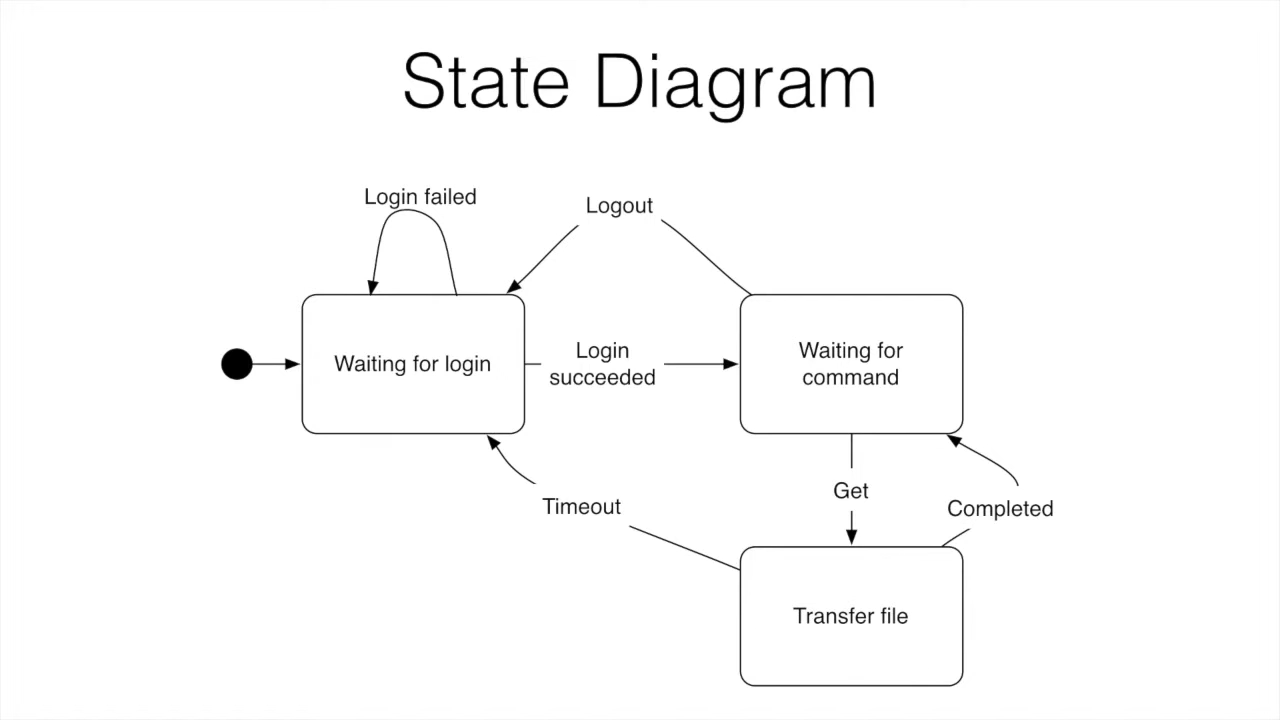 State Diagram
Login failed
Logout
Waiting for login
Login
succeeded
Waiting for
command
Get
Timeout
Completed
Transfer file